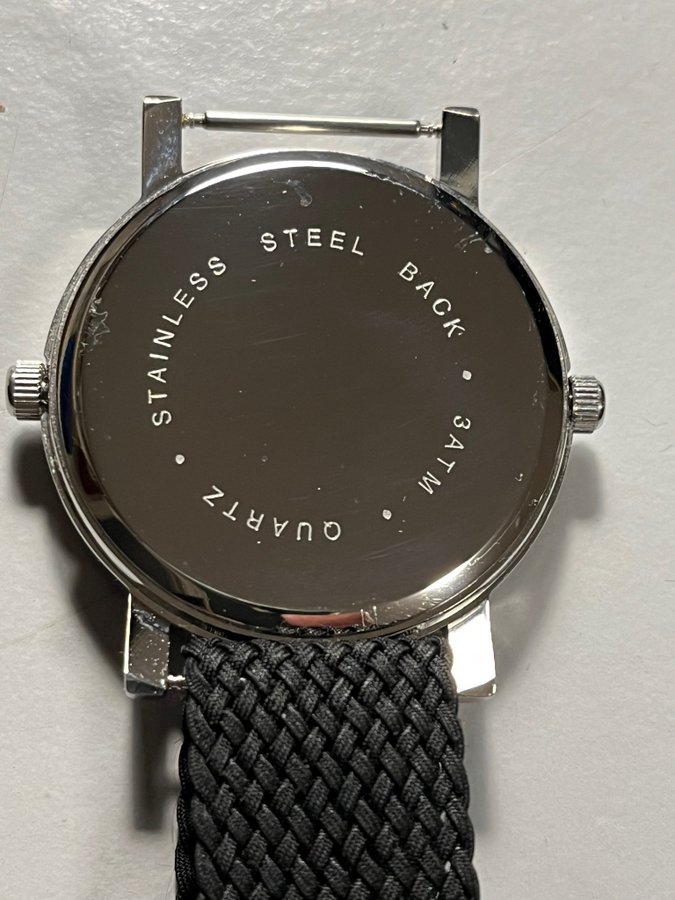 STAINLESS STEEL BACK • 3ATM • QUARTZ •